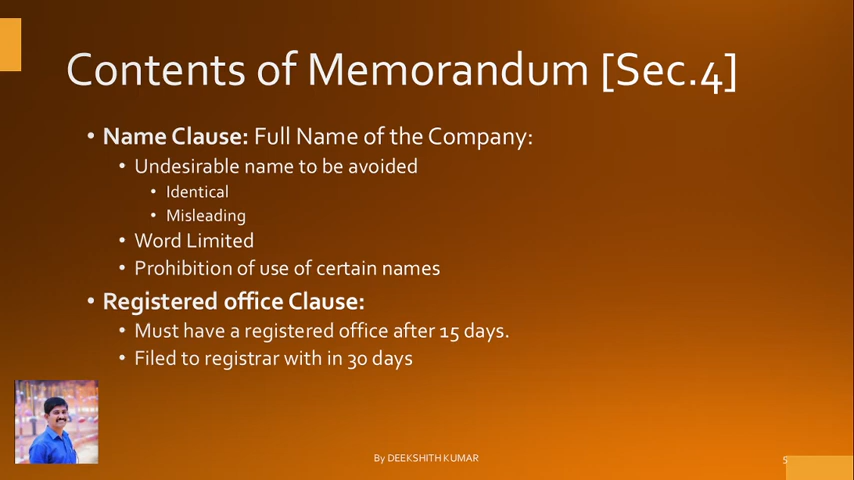 Contents of Memorandum [Sec.4]
• Name Clause: Full Name of the Company:
• Undesirable name to be avoided
• Identical
• Misleading
• Word Limited
• Prohibition of use of certain names
• Registered office Clause:
• Must have a registered office after 15 days.
• Filed to registrar with in 30 days
By DEEKSHITH KUMAR
5